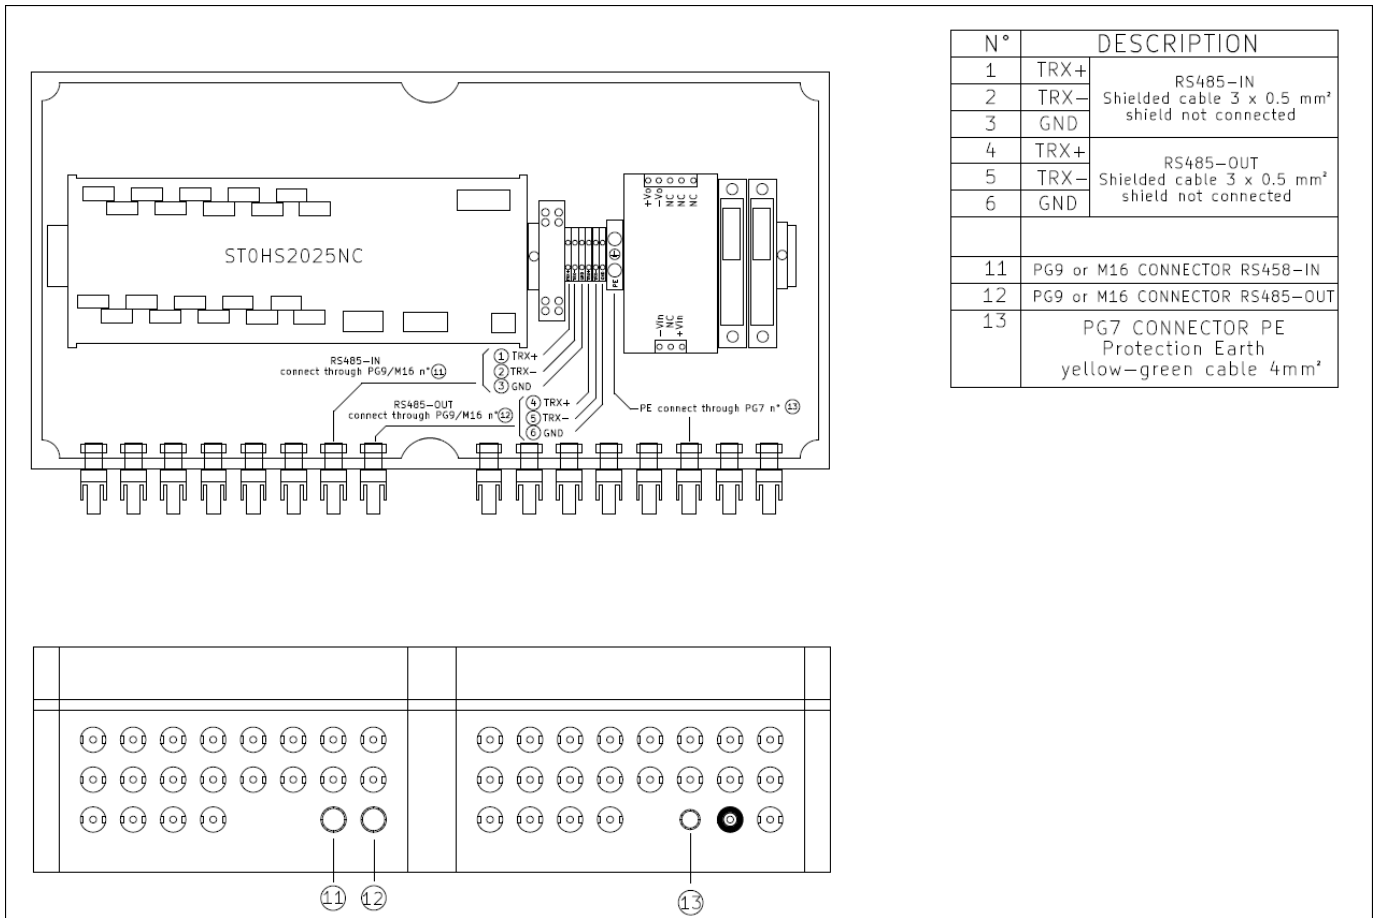 N° DESCRIPTION
1 TRX+
2 TRX-
3 GND
RS485-IN
Shielded cable 3 x 0.5 mm²
shield not connected
4 TRX+
5 TRX-
6 GND
RS485-OUT
Shielded cable 3 x 0.5 mm²
shield not connected
11 PG9 or M16 CONNECTOR RS458-IN
12 PG9 or M16 CONNECTOR RS485-OUT
13 PG7 CONNECTOR PE
Protection Earth
yellow-green cable 4mm²
ST0HS2025NC
+Vo
-Vo
NC
NC
NC
PE
-Vin
NC
+Vin
RS485-IN
connect through PG9/M16 n° 11
1 TRX+
2 TRX-
3 GND
RS485-OUT
connect through PG9/M16 n° 12
4 TRX+
5 TRX-
6 GND
PE connect through PG7 n° 13
11
12
13